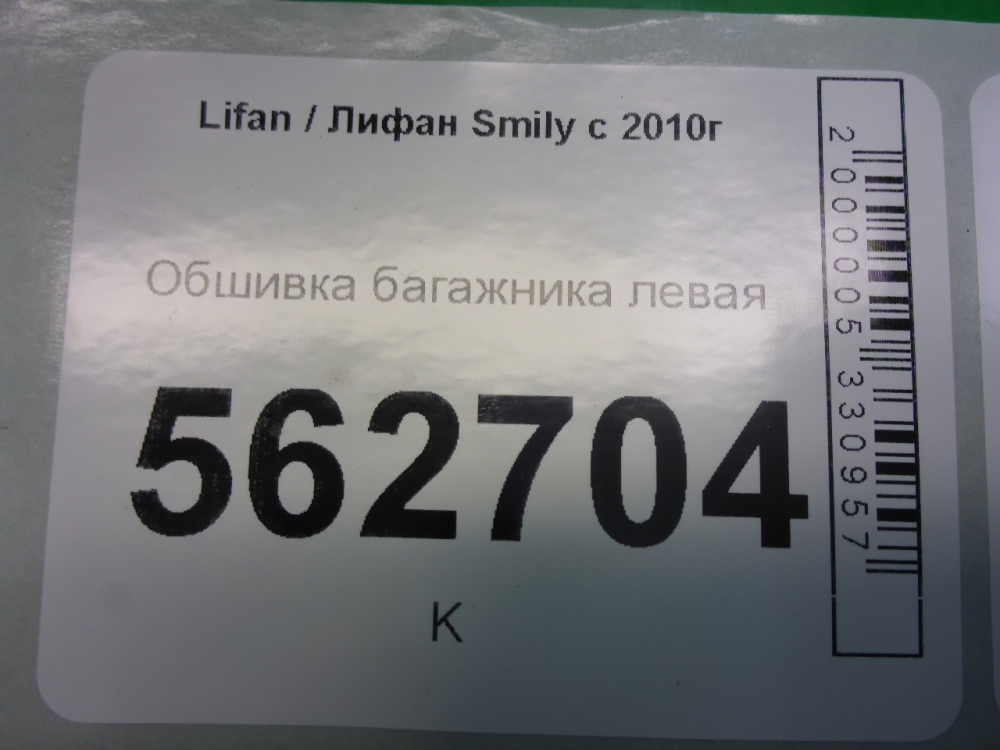 Lifan / Лифан Smily с 2010г
Обшивка багажника левая
562704
К
2000005330957